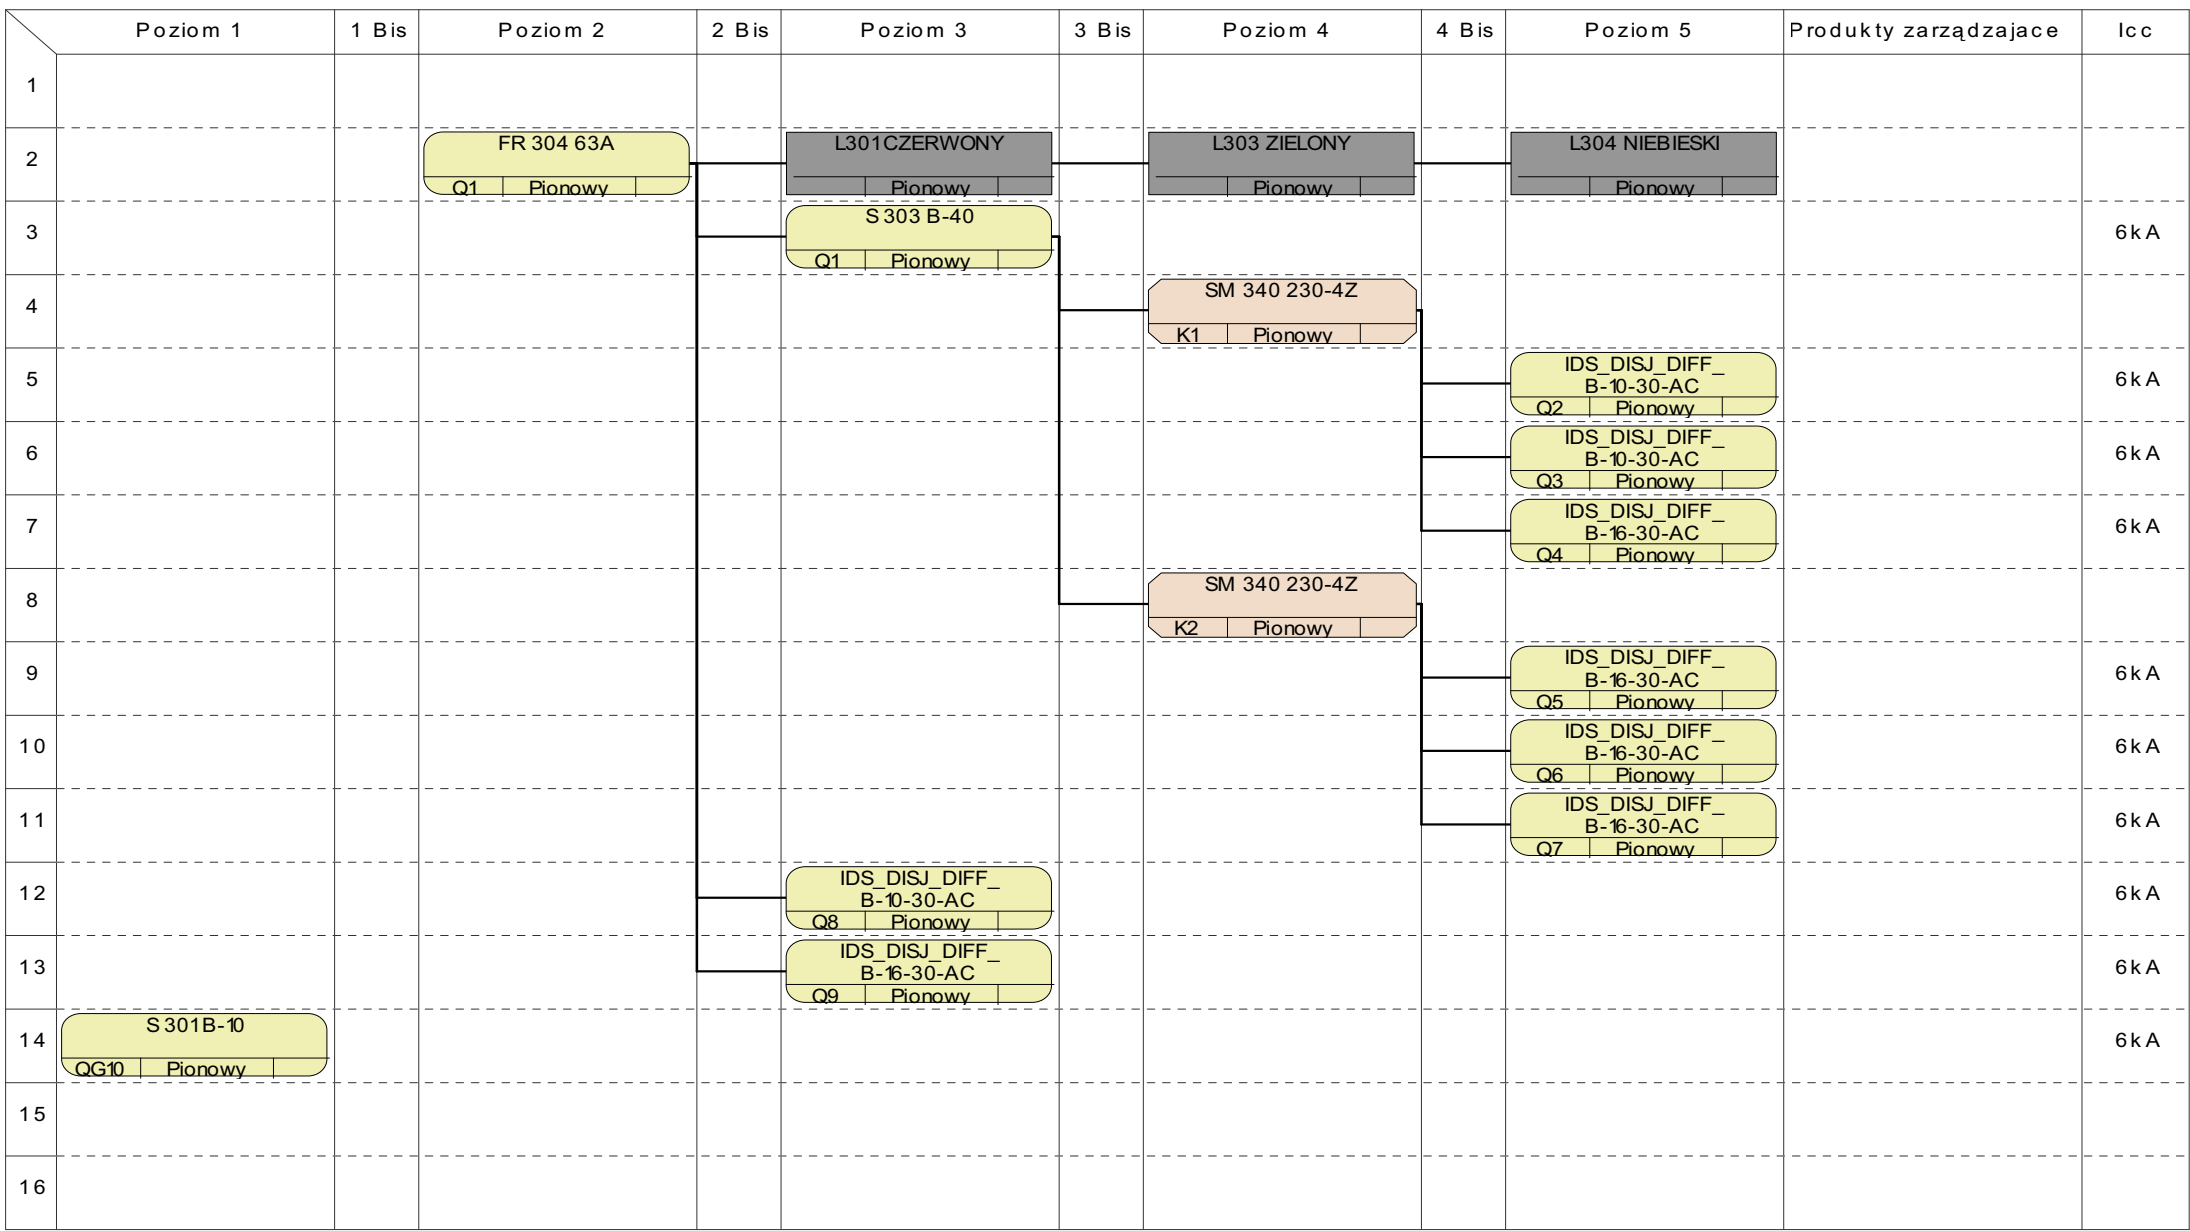 Poziom 1 1 Bis Poziom 2 2 Bis Poziom 3 3 Bis Poziom 4 4 Bis Poziom 5 Produkty zarządzajace Icc
1
2 FR 304 63A L301 CZERWONY L303 ZIELONY L304 NIEBIESKI
Q1 Pionowy Pionowy Pionowy Pionowy
3 S 303 B-40 6kA
Q1 Pionowy
4 SM 340 230-4Z
K1 Pionowy
5 IDS_DISJ_DIFF_ 6kA
B-10-30-AC
Q2 Pionowy
6 IDS_DISJ_DIFF_ 6kA
B-10-30-AC
Q3 Pionowy
7 IDS_DISJ_DIFF_ 6kA
B-16-30-AC
Q4 Pionowy
8 SM 340 230-4Z
K2 Pionowy
9 IDS_DISJ_DIFF_ 6kA
B-16-30-AC
Q5 Pionowy
10 IDS_DISJ_DIFF_ 6kA
B-16-30-AC
Q6 Pionowy
11 IDS_DISJ_DIFF_ 6kA
B-16-30-AC
Q7 Pionowy
12 IDS_DISJ_DIFF_ 6kA
B-10-30-AC
Q8 Pionowy
13 IDS_DISJ_DIFF_ 6kA
B-16-30-AC
Q9 Pionowy
14 S 301 B-10 6kA
QG10 Pionowy
15
16